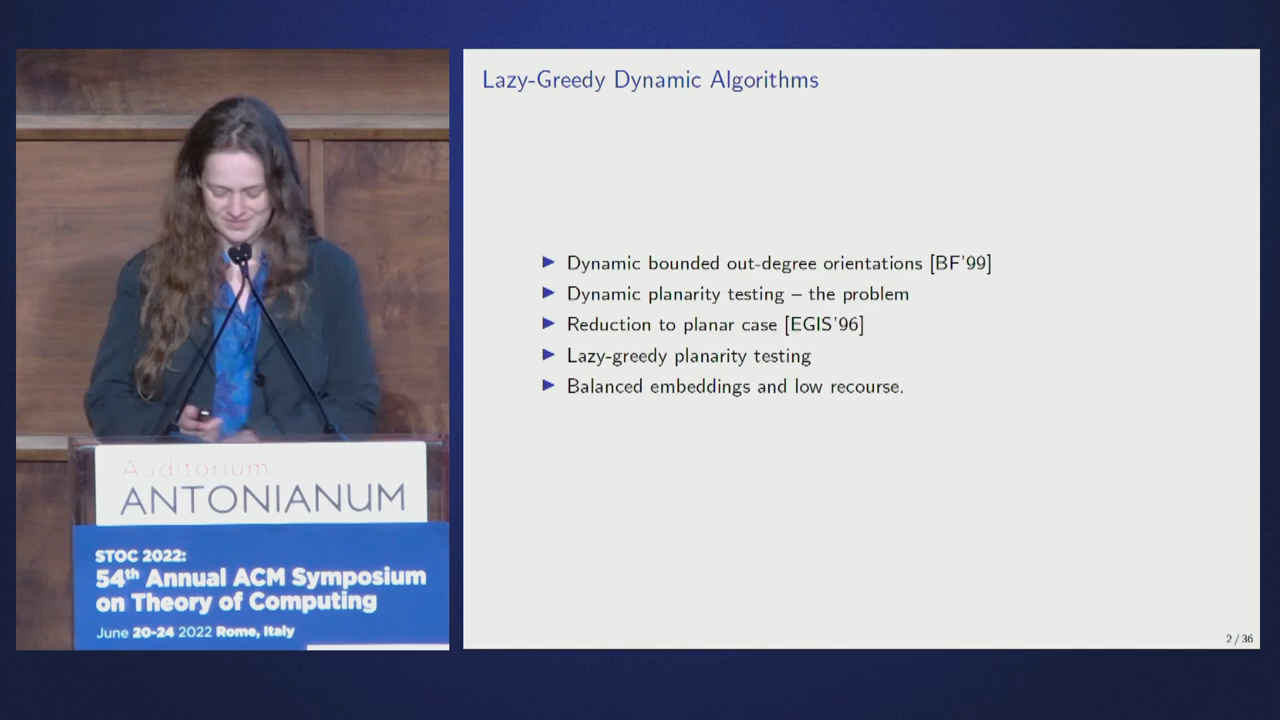 Auditorium
ANTONIANUM
STOC 2022:
54th Annual ACM Symposium
on Theory of Computing
June 20-24 2022 Rome, Italy
Lazy-Greedy Dynamic Algorithms
▶ Dynamic bounded out-degree orientations [BF'99]
▶ Dynamic planarity testing – the problem
▶ Reduction to planar case [EGIS'96]
▶ Lazy-greedy planarity testing
▶ Balanced embeddings and low recourse.
2 / 36